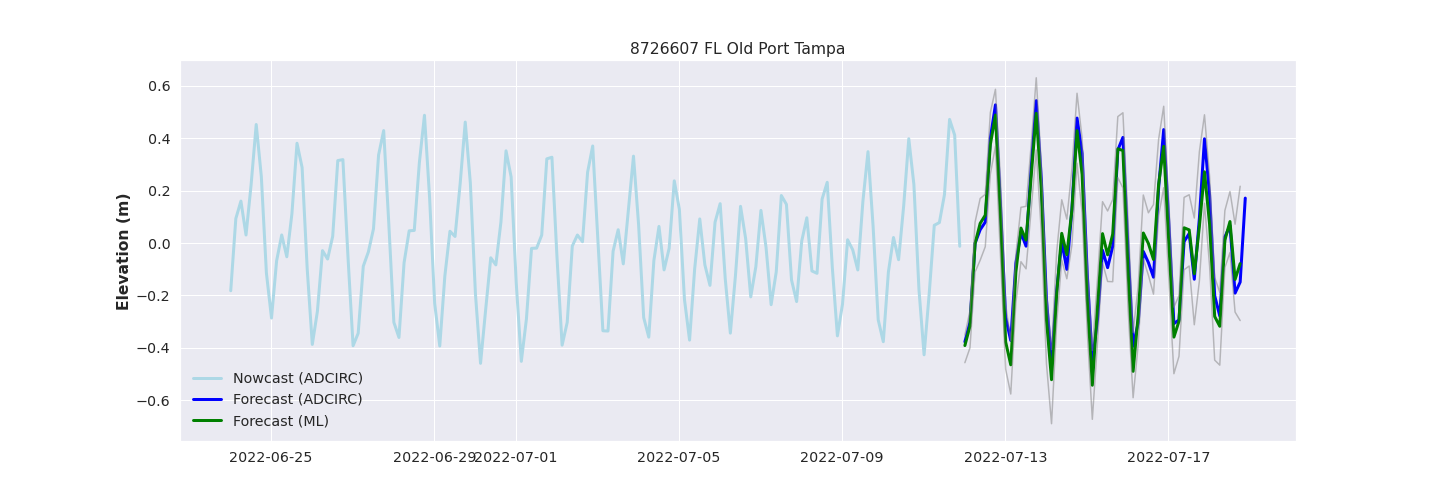 8726607 FL Old Port Tampa
Elevation (m)
0.6
0.4
0.2
0.0
−0.2
−0.4
−0.6
Nowcast (ADCIRC)
Forecast (ADCIRC)
Forecast (ML)
2022-06-25 2022-06-29 2022-07-01 2022-07-05 2022-07-09 2022-07-13 2022-07-17